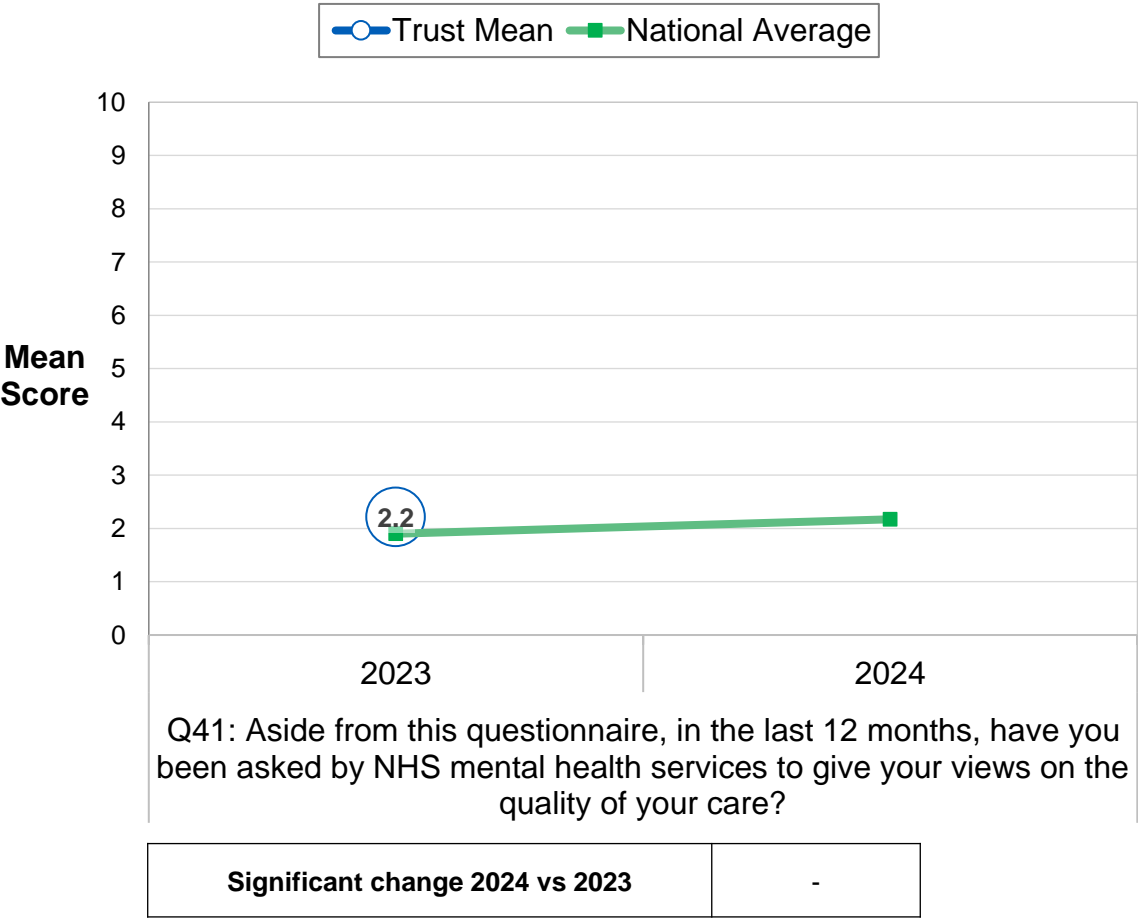 Trust Mean National Average
10
9
8
7
6
5
4
3
2
1
0
Mean
Score
2.2
2023 2024
Q41: Aside from this questionnaire, in the last 12 months, have you
been asked by NHS mental health services to give your views on the
quality of your care?
Significant change 2024 vs 2023 -